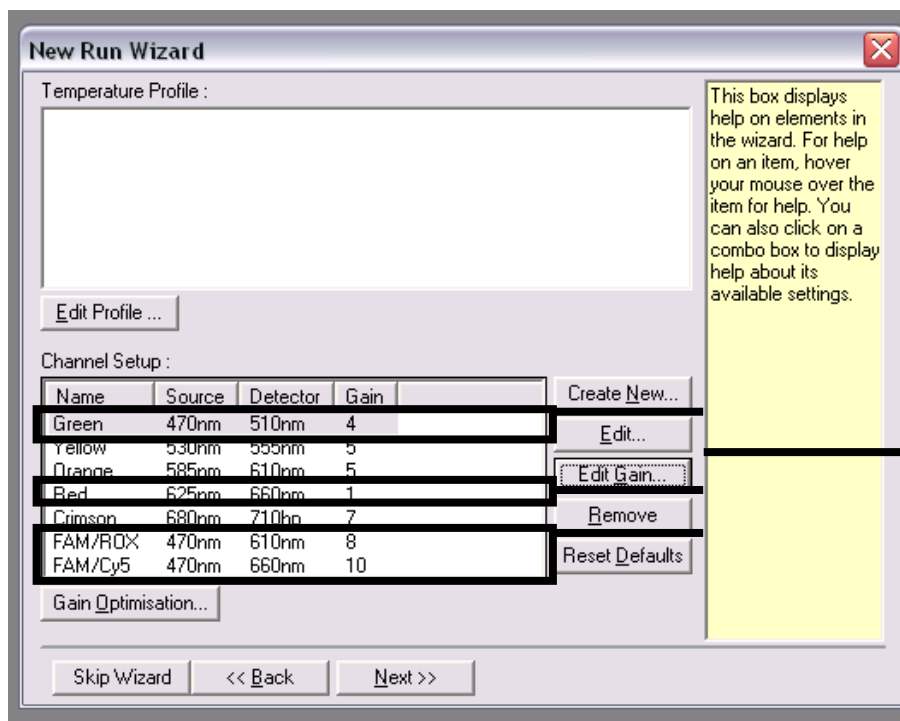 New Run Wizard
Temperature Profile :
This box displays
help on elements in
the wizard. For help
on an item, hover
your mouse over the
item for help. You
can also click on a
combo box to display
help about its
available settings.
Edit Profile ...
Channel Setup :
Name Source Detector Gain
Green 470nm 510nm 4
Yellow 530nm 555nm 5
Orange 585nm 610nm 5
Red 625nm 660nm 1
Crimson 680nm 710hp 7
FAM/ROX 470nm 610nm 8
FAM/Cy5 470nm 660nm 10
Create New...
Edit...
Edit Gain...
Remove
Reset Defaults
Gain Optimisation...
Skip Wizard << Back Next >>